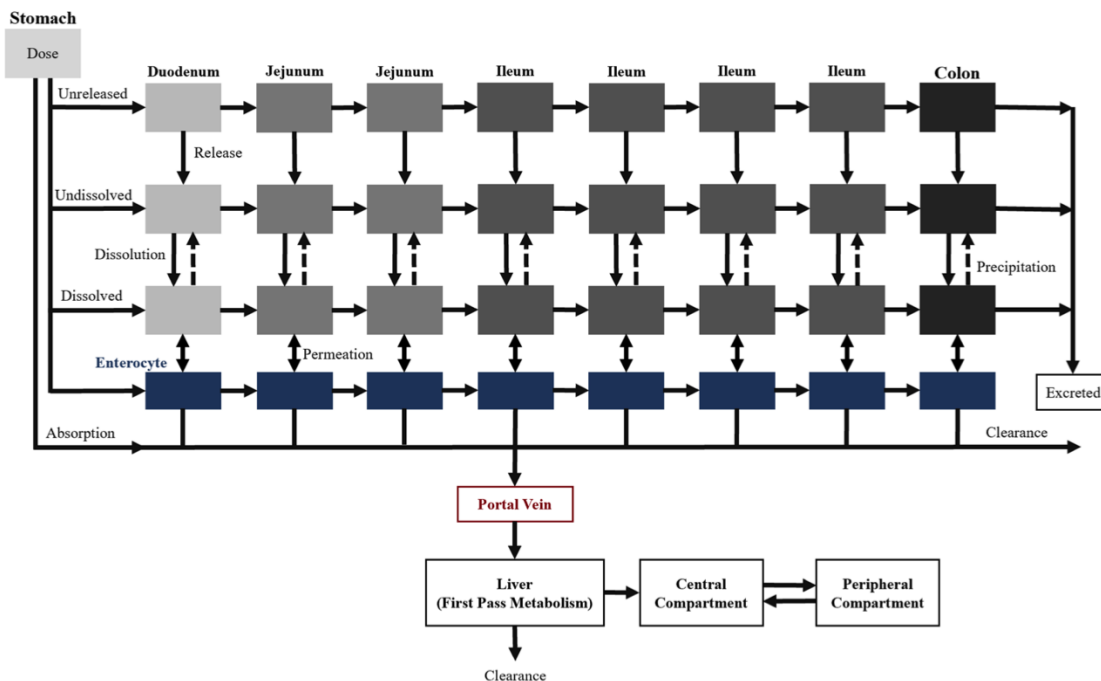 Stomach
Dose
Duodenum Jejunum Jejunum Ileum Ileum Ileum Ileum Colon
Unreleased
Release
Undissolved
Dissolution
Precipitation
Dissolved
Permeation
Enterocyte
Excreted
Absorption
Clearance
Portal Vein
Liver
(First Pass Metabolism)
Central
Compartment
Peripheral
Compartment
Clearance